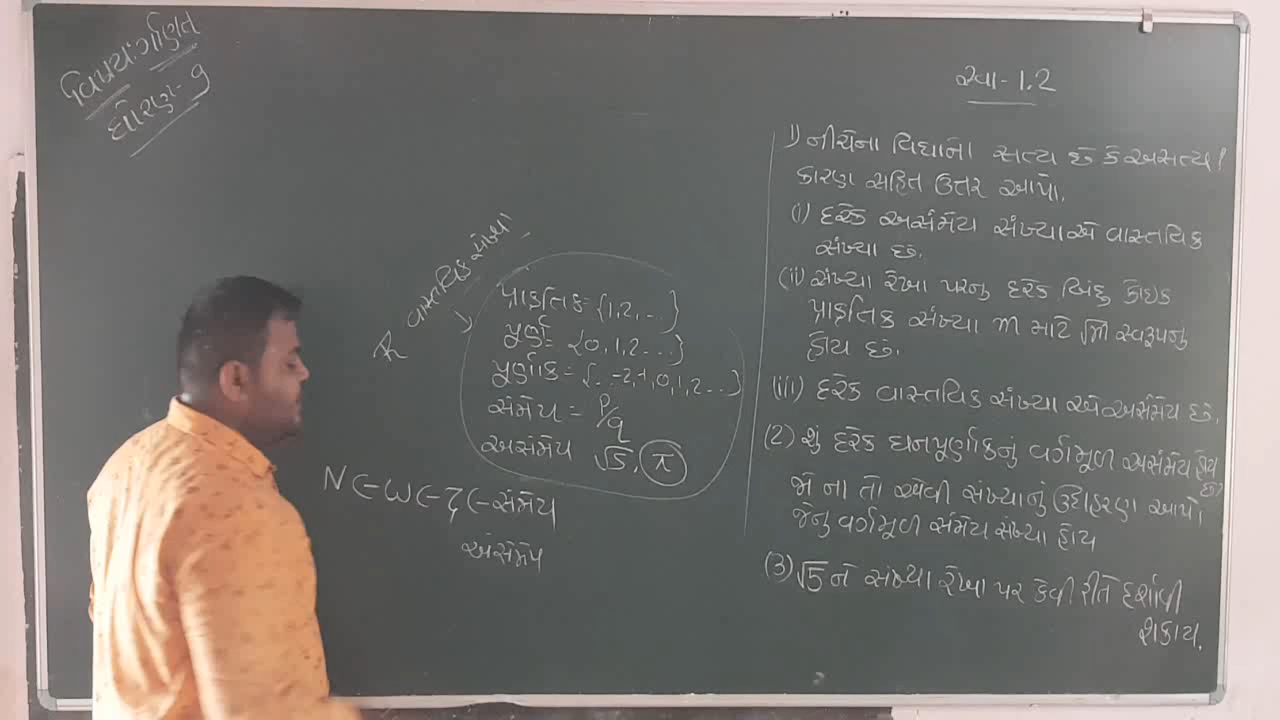 વિષય:ગણિત
ધોરણ-9
R વાસ્તવિક સંખ્યા
પ્રાકૃતિક={1,2,...}
પૂર્ણ={0,1,2...}
પૂર્ણાંક={..-2,-1,0,1,2...}
સંમેય = P/q
અસંમેય √5, π
N ⊂ W ⊂ Z ⊂ સંમેય
અસંમેય
સ્વા-1.2
1) નીચેના વિધાનો સત્ય છે કે અસત્ય?
કારણ સહિત ઉત્તર આપો.
(i) દરેક અસંમેય સંખ્યા એ વાસ્તવિક
સંખ્યા છે.
(ii) સંખ્યા રેખા પરનુ દરેક બિંદુ કોઇક
પ્રાકૃતિક સંખ્યા m માટે √m સ્વરૂપનુ
હોય છે.
(iii) દરેક વાસ્તવિક સંખ્યા એ અસંમેય છે.
(2) શું દરેક ધનપૂર્ણાંકનું વર્ગમૂળ અસંમેય હોય
છે?
જો ના તો એવી સંખ્યાનું ઉદાહરણ આપો
જેનુ વર્ગમૂળ સંમેય સંખ્યા હોય
(3) √5 ને સંખ્યા રેખા પર કેવી રીતે દર્શાવી
શકાય.